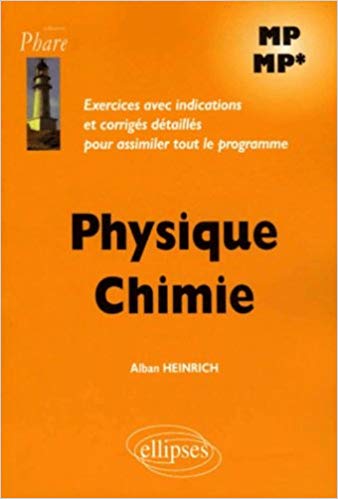 collection
Phare
MP
MP*
Exercices avec indications
et corrigés détaillés
pour assimiler tout le programme
Physique
Chimie
Alban HEINRICH
ellipses